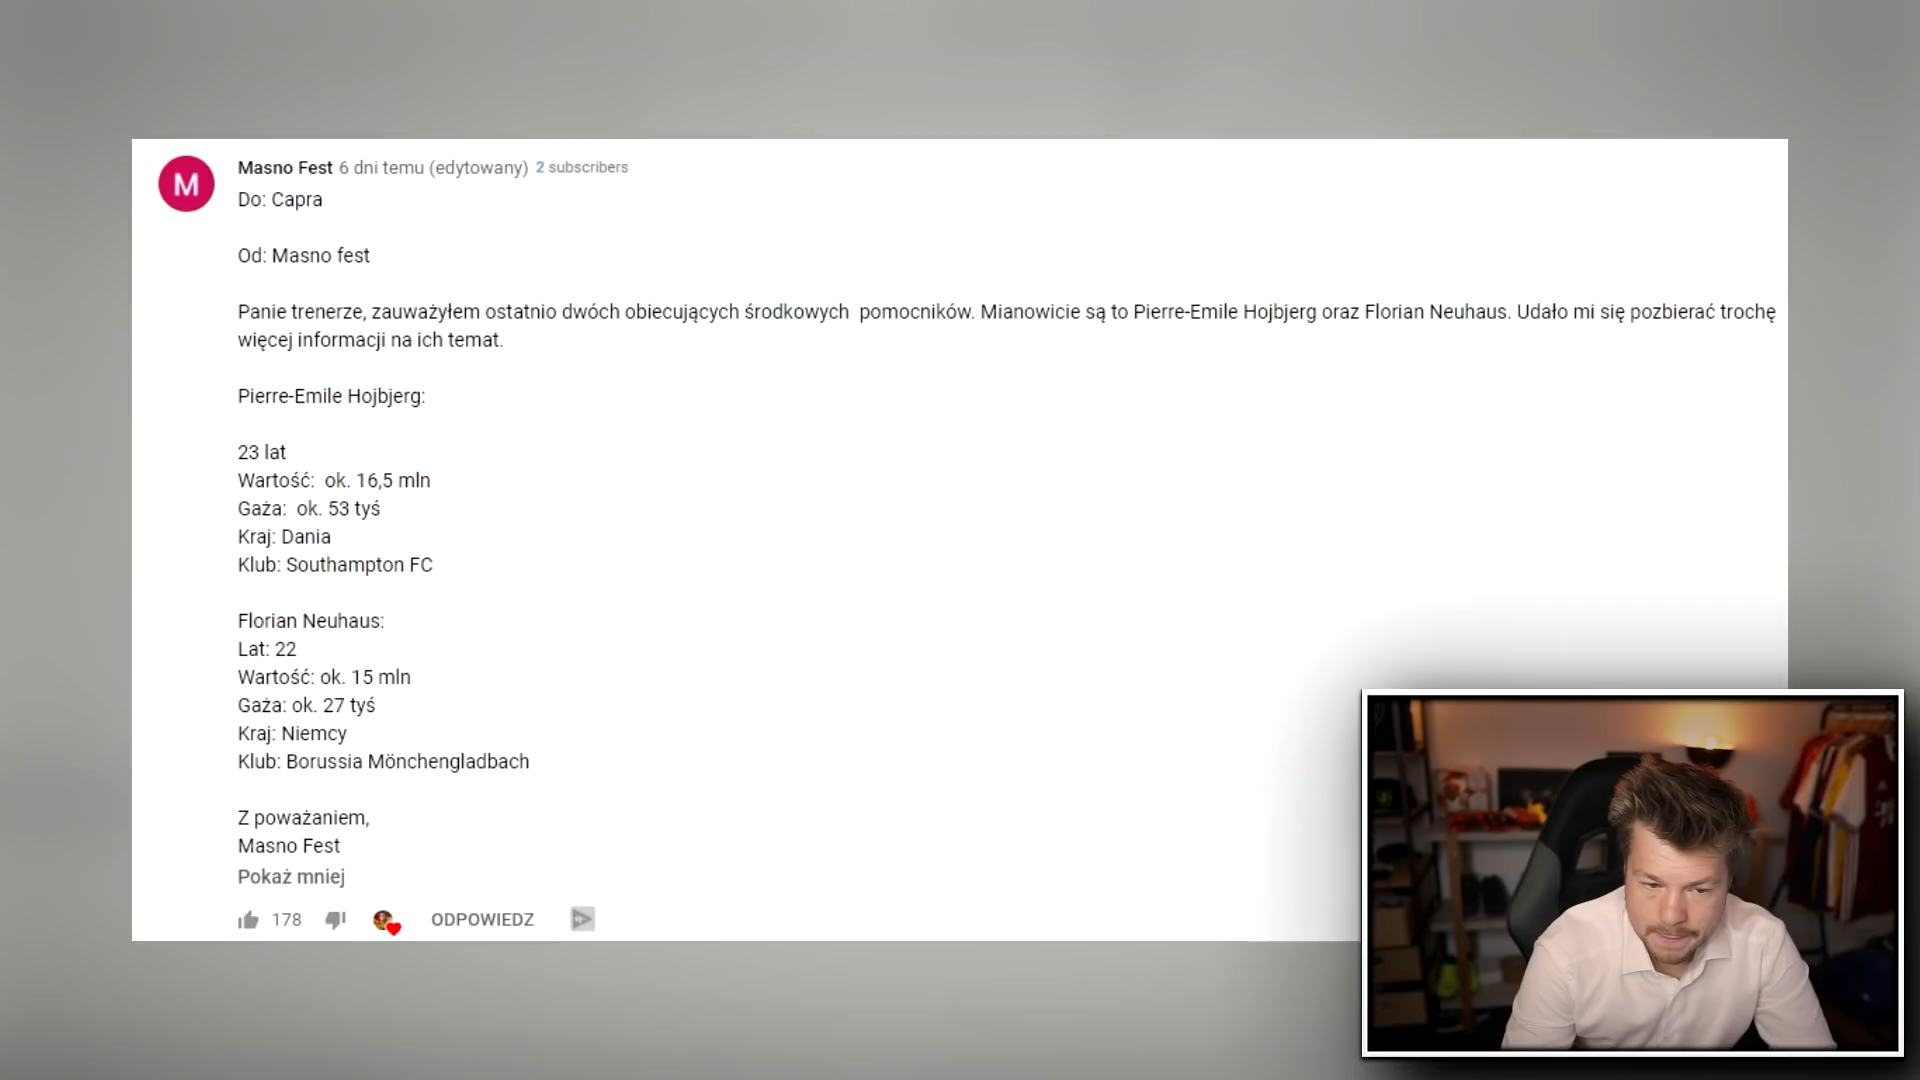 M
Masno Fest 6 dni temu (edytowany) 2 subscribers
Do: Capra
Od: Masno fest
Panie trenerze, zauważyłem ostatnio dwóch obiecujących środkowych  pomocników. Mianowicie są to Pierre-Emile Hojbjerg oraz Florian Neuhaus. Udało mi się pozbierać trochę
więcej informacji na ich temat.
Pierre-Emile Hojbjerg:
23 lat
Wartość:  ok. 16,5 mln
Gaża:  ok. 53 tyś
Kraj: Dania
Klub: Southampton FC
Florian Neuhaus:
Lat: 22
Wartość: ok. 15 mln
Gaża: ok. 27 tyś
Kraj: Niemcy
Klub: Borussia Mönchengladbach
Z poważaniem,
Masno Fest
Pokaż mniej
178 ODPOWIEDZ